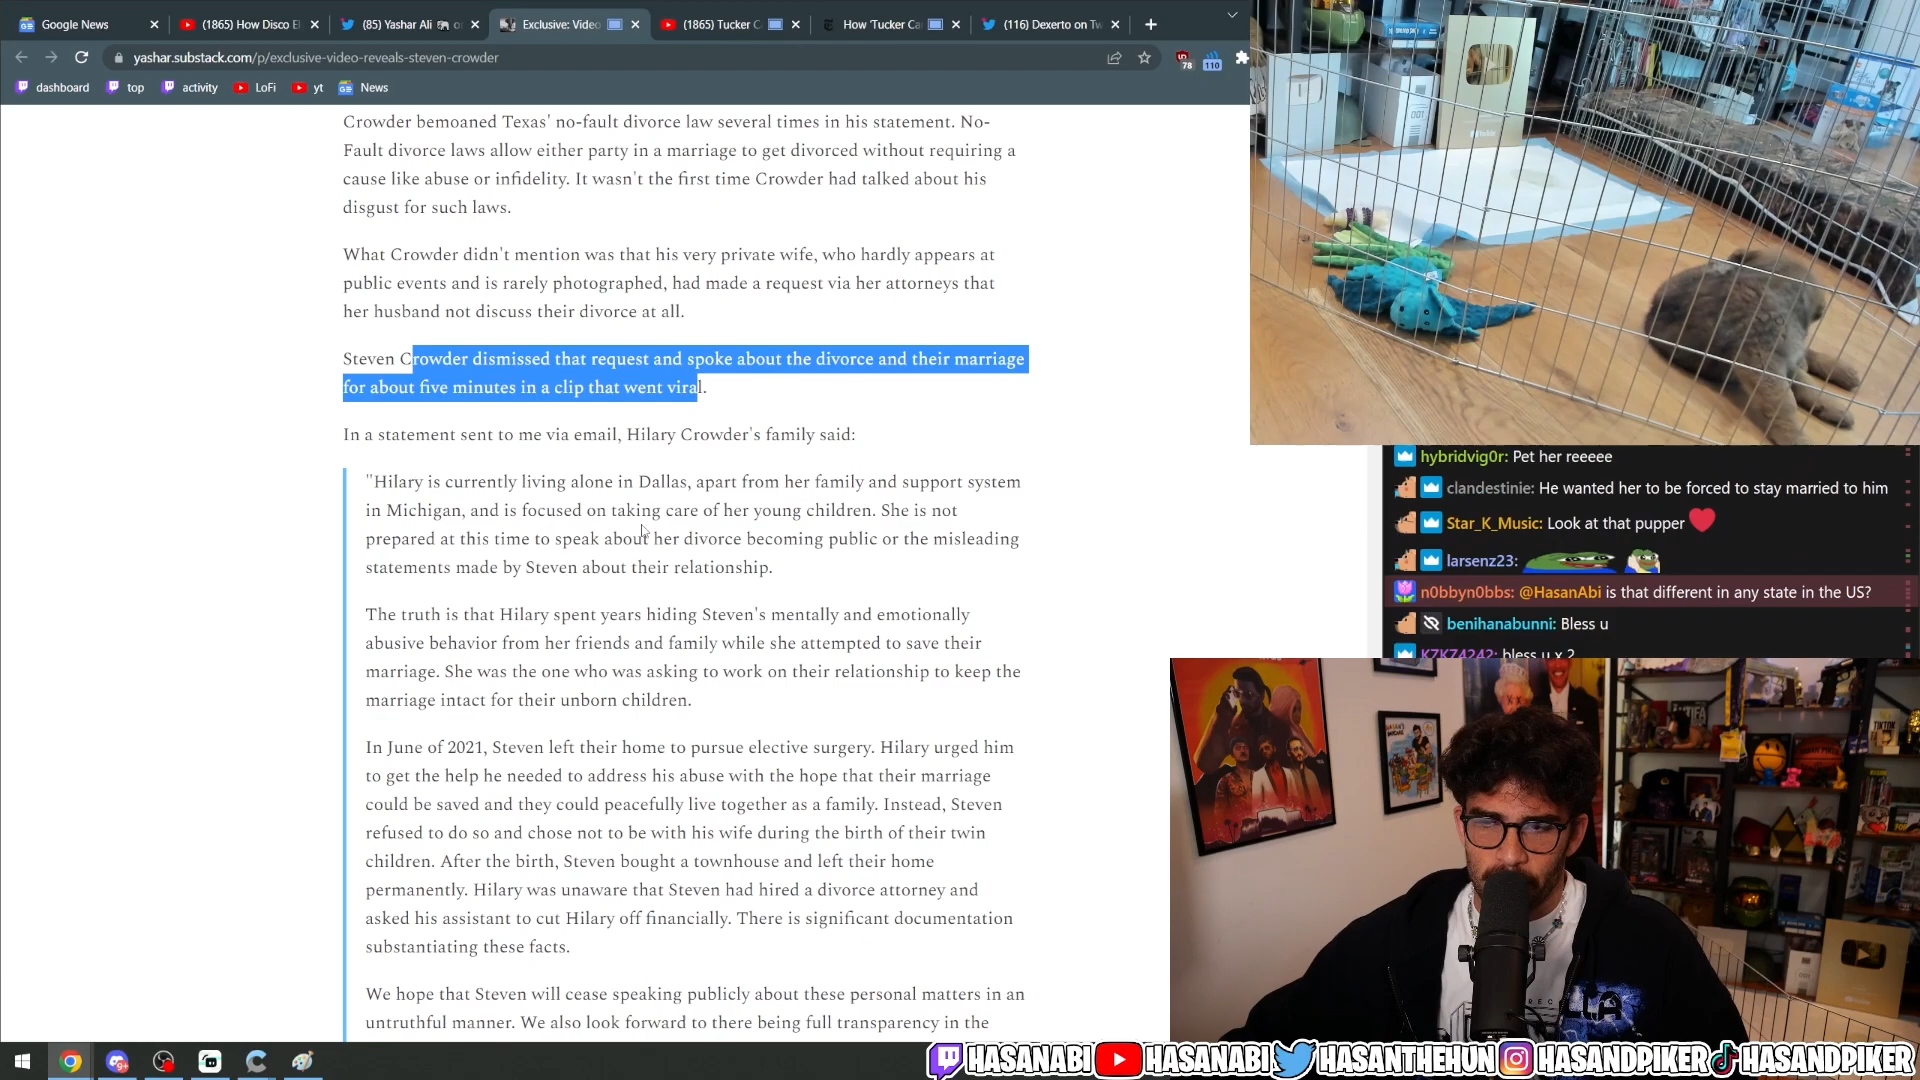 Google News
(1865) How Disco E
(85) Yashar Ali
Exclusive: Video
(1865) Tucker C
How 'Tucker Ca
(116) Dexerto on Tw
yashar.substack.com/p/exclusive-video-reveals-steven-crowder
78
110
dashboard
top
activity
LoFi
yt
News
Crowder bemoaned Texas' no-fault divorce law several times in his statement. No-
Fault divorce laws allow either party in a marriage to get divorced without requiring a
cause like abuse or infidelity. It wasn't the first time Crowder had talked about his
disgust for such laws.
What Crowder didn't mention was that his very private wife, who hardly appears at
public events and is rarely photographed, had made a request via her attorneys that
her husband not discuss their divorce at all.
Steven Crowder dismissed that request and spoke about the divorce and their marriage
for about five minutes in a clip that went viral.
In a statement sent to me via email, Hilary Crowder's family said:
"Hilary is currently living alone in Dallas, apart from her family and support system
in Michigan, and is focused on taking care of her young children. She is not
prepared at this time to speak about her divorce becoming public or the misleading
statements made by Steven about their relationship.
The truth is that Hilary spent years hiding Steven's mentally and emotionally
abusive behavior from her friends and family while she attempted to save their
marriage. She was the one who was asking to work on their relationship to keep the
marriage intact for their unborn children.
In June of 2021, Steven left their home to pursue elective surgery. Hilary urged him
to get the help he needed to address his abuse with the hope that their marriage
could be saved and they could peacefully live together as a family. Instead, Steven
refused to do so and chose not to be with his wife during the birth of their twin
children. After the birth, Steven bought a townhouse and left their home
permanently. Hilary was unaware that Steven had hired a divorce attorney and
asked his assistant to cut Hilary off financially. There is significant documentation
substantiating these facts.
We hope that Steven will cease speaking publicly about these personal matters in an
untruthful manner. We also look forward to there being full transparency in the
hybridvig0r: Pet her reeeee
clandestinie: He wanted her to be forced to stay married to him
Star_K_Music: Look at that pupper
larsenz23:
n0bbyn0bbs: @HasanAbi is that different in any state in the US?
benihanabunni: Bless u
KZKZ4242: bless u x 2
HASANABI
HASANABI
HASANTHEHUN
HASANDPIKER
HASANDPIKER